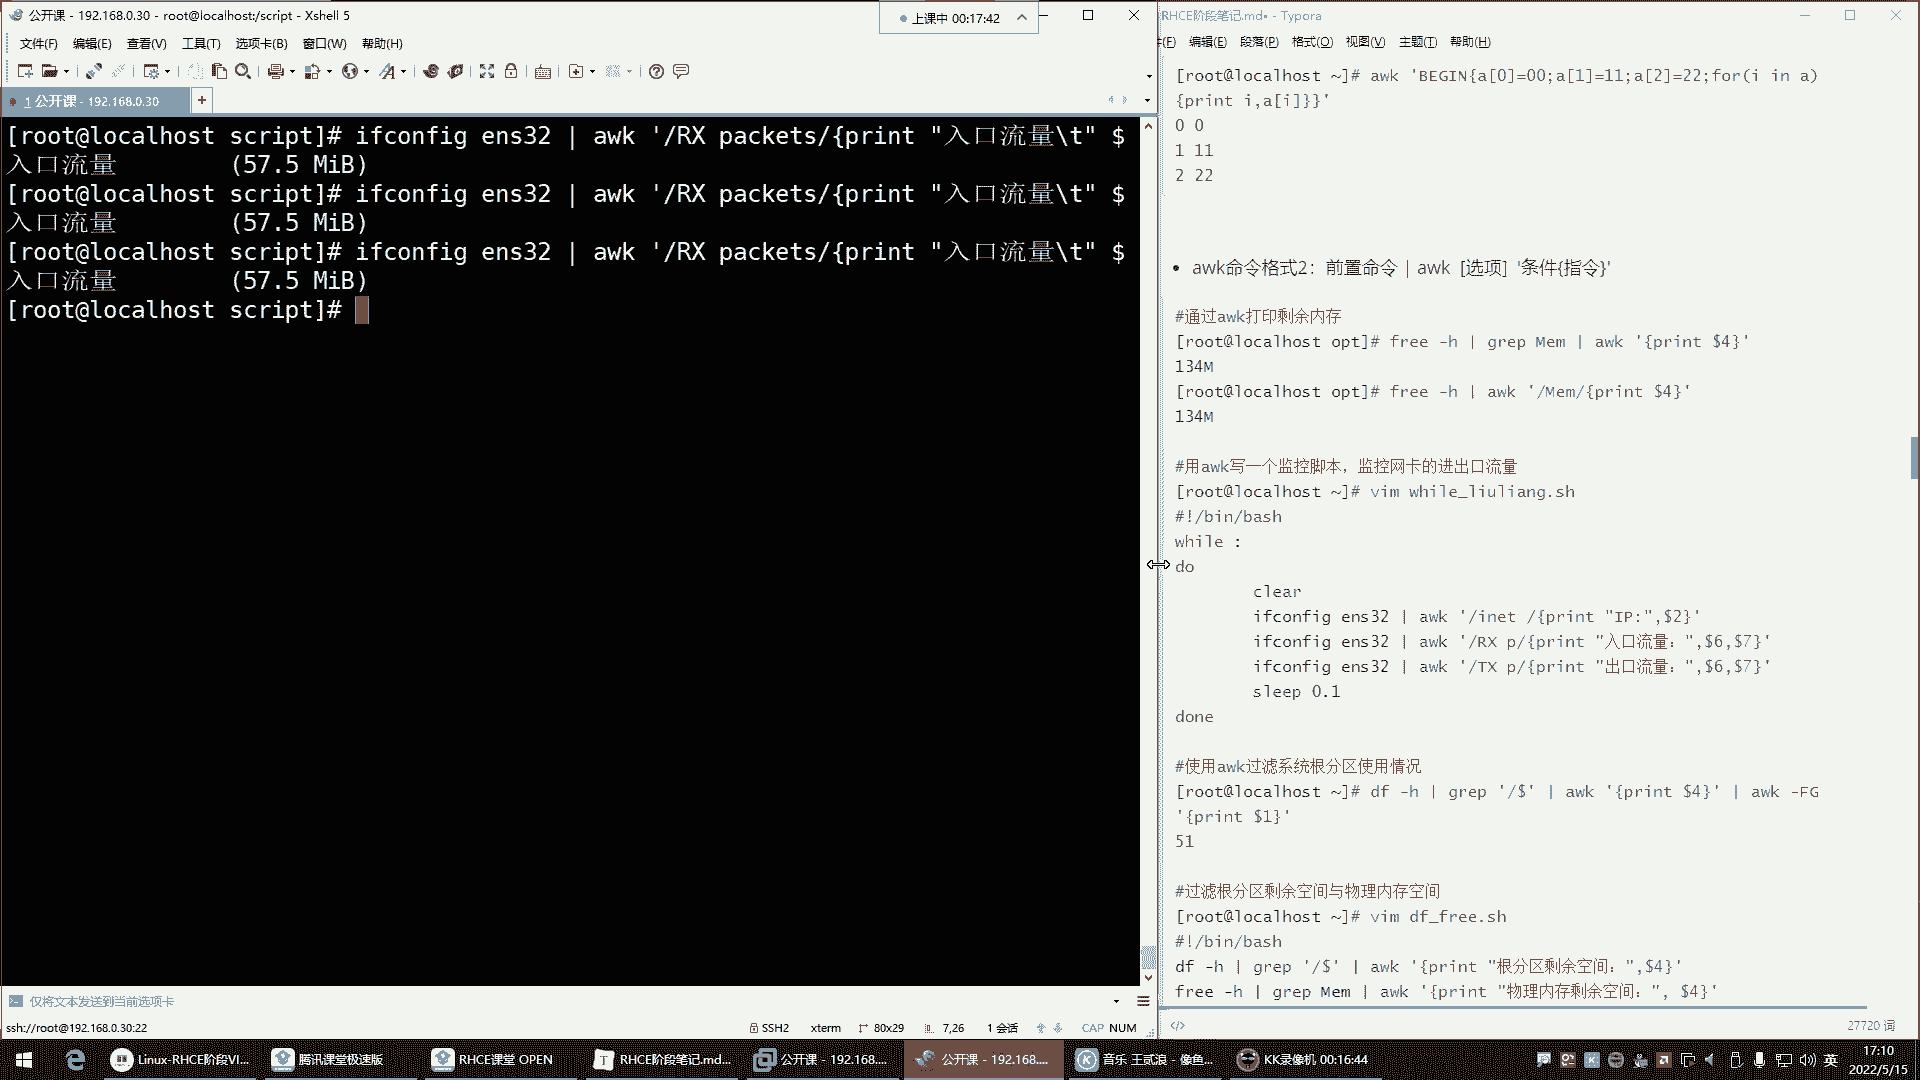 公开课 - 192.168.0.30 - root@localhost:/script - Xshell 5
上课中 00:17:42
文件(F) 编辑(E) 查看(V) 工具(T) 选项卡(B) 窗口(W) 帮助(H)
1 公开课 - 192.168.0.30
+
[root@localhost script]# ifconfig ens32 | awk '/RX packets/{print "入口流量\t" $
入口流量 (57.5 MiB)
[root@localhost script]# ifconfig ens32 | awk '/RX packets/{print "入口流量\t" $
入口流量 (57.5 MiB)
[root@localhost script]# ifconfig ens32 | awk '/RX packets/{print "入口流量\t" $
入口流量 (57.5 MiB)
[root@localhost script]#
仅将文本发送到当前选项卡
ssh://root@192.168.0.30:22 SSH2 xterm 80x29 7,26 1 会话 CAP NUM
RHCE阶段笔记.md• - Typora
(F) 编辑(E) 段落(P) 格式(O) 视图(V) 主题(T) 帮助(H)
[root@localhost ~]# awk 'BEGIN{a[0]=00;a[1]=11;a[2]=22;for(i in a)
{print i,a[i]}}'
0 0
1 11
2 22
• awk命令格式2：前置命令 | awk [选项] '条件{指令}'
#通过awk打印剩余内存
[root@localhost opt]# free -h | grep Mem | awk '{print $4}'
134M
[root@localhost opt]# free -h | awk '/Mem/{print $4}'
134M
#用awk写一个监控脚本，监控网卡的进出口流量
[root@localhost ~]# vim while_liuliang.sh
#!/bin/bash
while :
do
clear
ifconfig ens32 | awk '/inet /{print "IP:",$2}'
ifconfig ens32 | awk '/RX p/{print "入口流量：",$6,$7}'
ifconfig ens32 | awk '/TX p/{print "出口流量：",$6,$7}'
sleep 0.1
done
#使用awk过滤系统根分区使用情况
[root@localhost ~]# df -h | grep '/$' | awk '{print $4}' | awk -FG
'{print $1}'
51
#过滤根分区剩余空间与物理内存空间
[root@localhost ~]# vim df_free.sh
#!/bin/bash
df -h | grep '/$' | awk '{print "根分区剩余空间：",$4}'
free -h | grep Mem | awk '{print "物理内存剩余空间：", $4}'
</> 27720 词
Linux-RHCE阶段VI... 腾讯课堂极速版 RHCE课堂 OPEN RHCE阶段笔记.md... 公开课 - 192.168.... 公开课 - 192.168.... 音乐 王贰浪 - 像鱼... KK录像机 00:16:44 英
17:10
2022/5/15